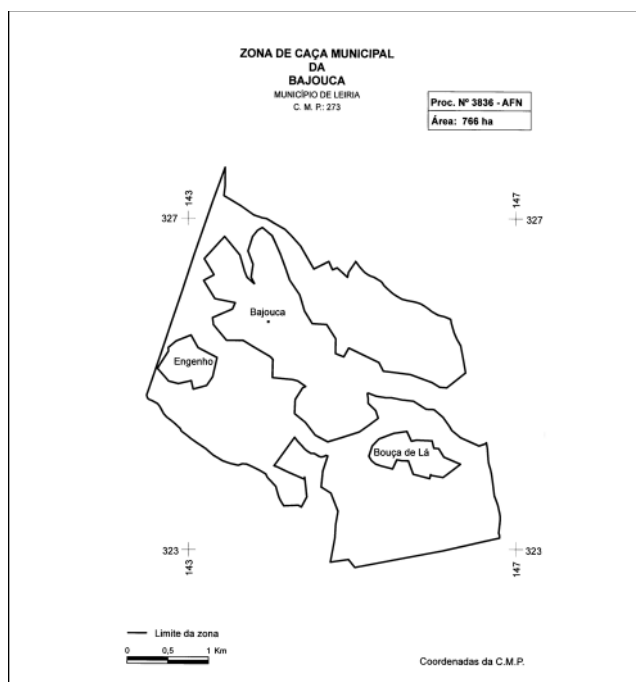 ZONA DE CAÇA MUNICIPAL
DA
BAJOUCA
MUNICÍPIO DE LEIRIA
C. M. P.: 273
Proc. Nº 3836 - AFN
Área: 766 ha
143
147
327
327
Bajouca
Engenho
Bouça de Lá
323
323
143
147
Limite da zona
0 0,5 1 Km
Coordenadas da C.M.P.